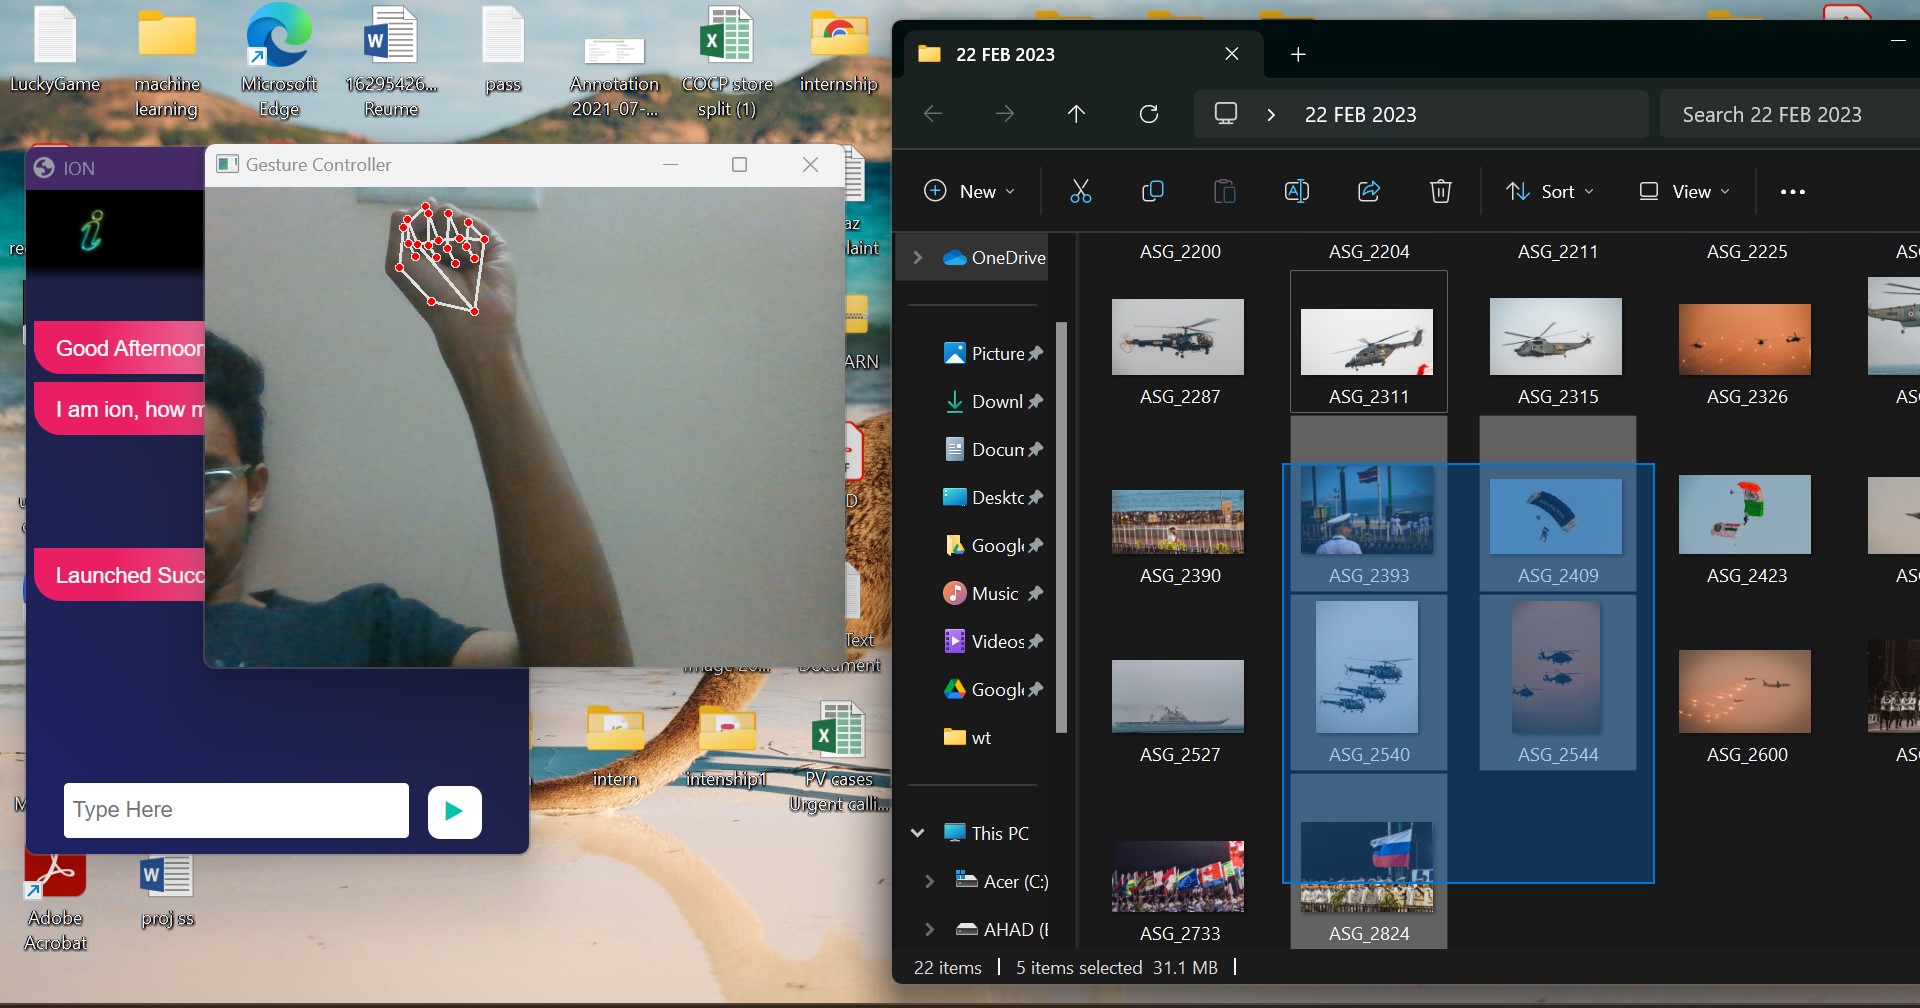 LuckyGame
machine
learning
Microsoft
Edge
16295426...
Reume
pass
Annotation
2021-07-...
COCP store
split (1)
internship
ION
Good Afternoon
I am ion, how m
Launched Succ
Type Here
Gesture Controller
az
laint
ARN
D
Text
Document
intern
intenship1
PV cases
Urgent calli...
Adobe
Acrobat
proj ss
22 FEB 2023
22 FEB 2023
Search 22 FEB 2023
New
Sort
View
OneDrive
Picture
Downl
Docum
Deskto
Google
Music
Videos
Google
wt
This PC
Acer (C:)
AHAD (E
ASG_2200
ASG_2204
ASG_2211
ASG_2225
AS
ASG_2287
ASG_2311
ASG_2315
ASG_2326
AS
ASG_2390
ASG_2393
ASG_2409
ASG_2423
AS
ASG_2527
ASG_2540
ASG_2544
ASG_2600
AS
ASG_2733
ASG_2824
22 items
5 items selected 31.1 MB